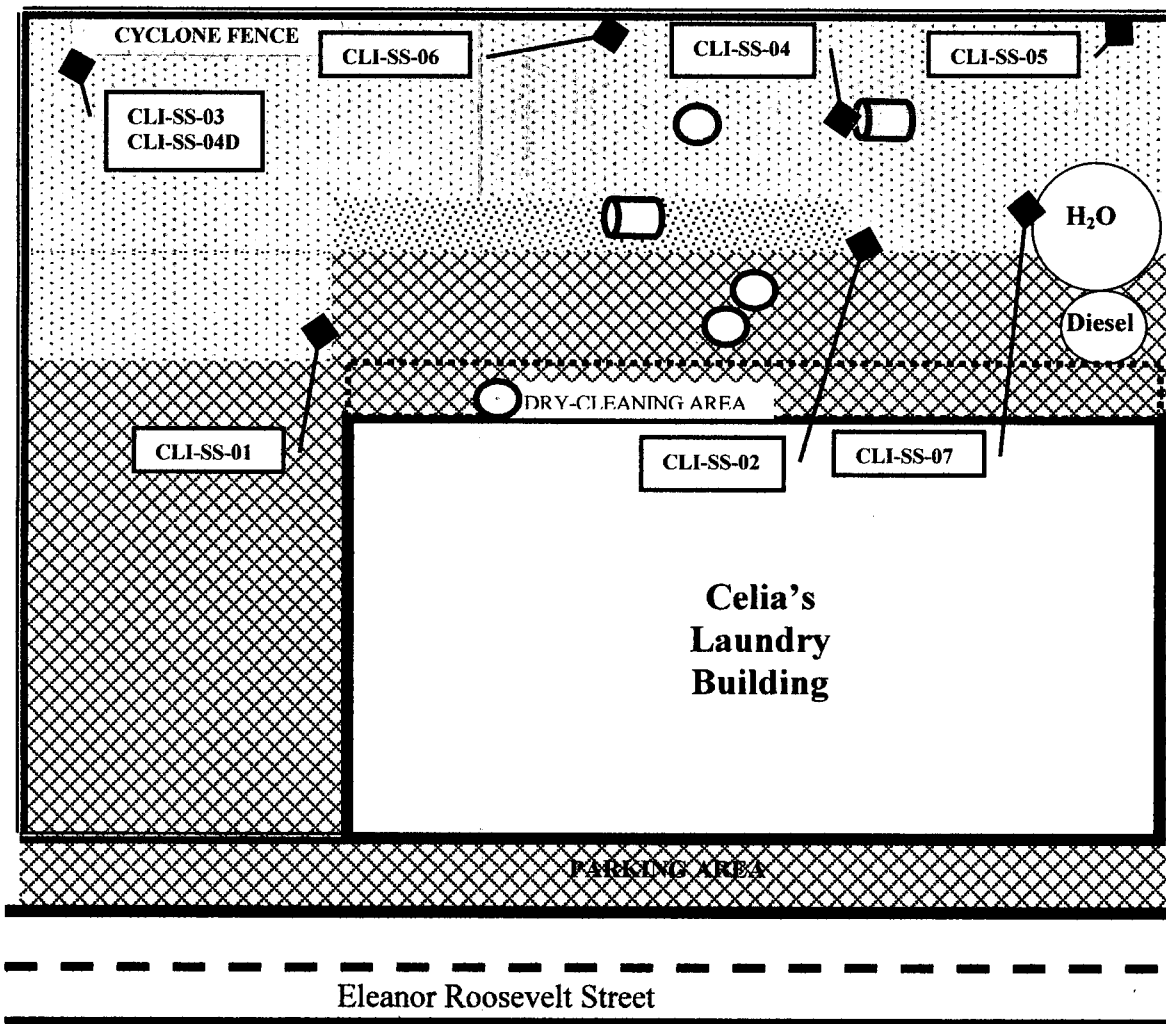 CYCLONE FENCE
CLI-SS-06
CLI-SS-04
CLI-SS-05
CLI-SS-03
CLI-SS-04D
H₂O
Diesel
DRY-CLEANING AREA
CLI-SS-01
CLI-SS-02
CLI-SS-07
Celia's
Laundry
Building
PARKING AREA
Eleanor Roosevelt Street